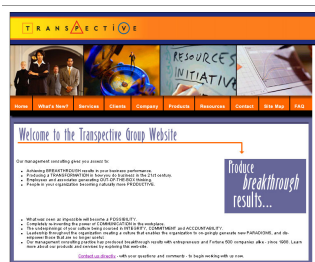 TRANSPECTIVE
RESOURCES
INITIATIVE
Home What's New? Services Clients Company Products Resources Contact Site Map FAQ
Welcome to the Transpective Group Website
Our management consulting gives you access to:
Achieving BREAKTHROUGH results in your business performance.
Producing a TRANSFORMATION in how you do business in the 21st century.
Employees and associates generating OUT-OF-THE-BOX thinking.
People in your organization becoming naturally more PRODUCTIVE.
Produce
breakthrough
results...
What was seen as impossible will become a POSSIBILITY.
Completely re-inventing the power of COMMUNICATION in the workplace.
The underpinnings of your culture being sourced in INTEGRITY, COMMITMENT and ACCOUNTABILITY.
Leadership throughout the organization creating a culture that enables the organization to on-goingly generate new PARADIGMS, and dis-
empower those that are no longer useful.
Our management consulting practice has produced breakthrough results with entrepreneurs and Fortune 500 companies alike - since 1986. Learn
more about our products and services by exploring this web site.
Contact us directly - with your questions and comments - to begin working with us now.